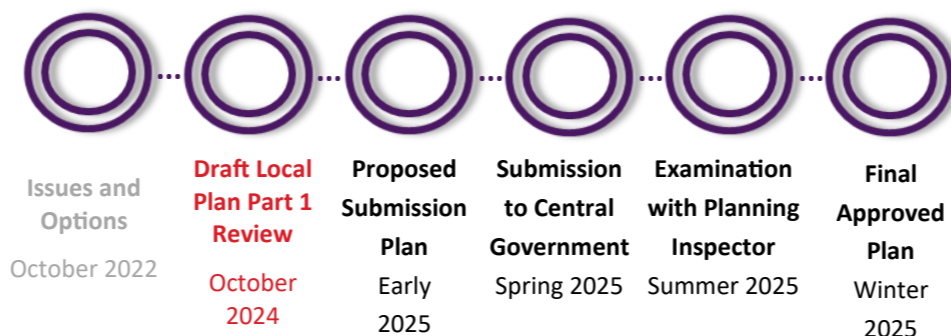 Issues and
Options
October 2022
Draft Local
Plan Part 1
Review
October
2024
Proposed
Submission
Plan
Early
2025
Submission
to Central
Government
Spring 2025
Examination
with Planning
Inspector
Summer 2025
Final
Approved
Plan
Winter
2025